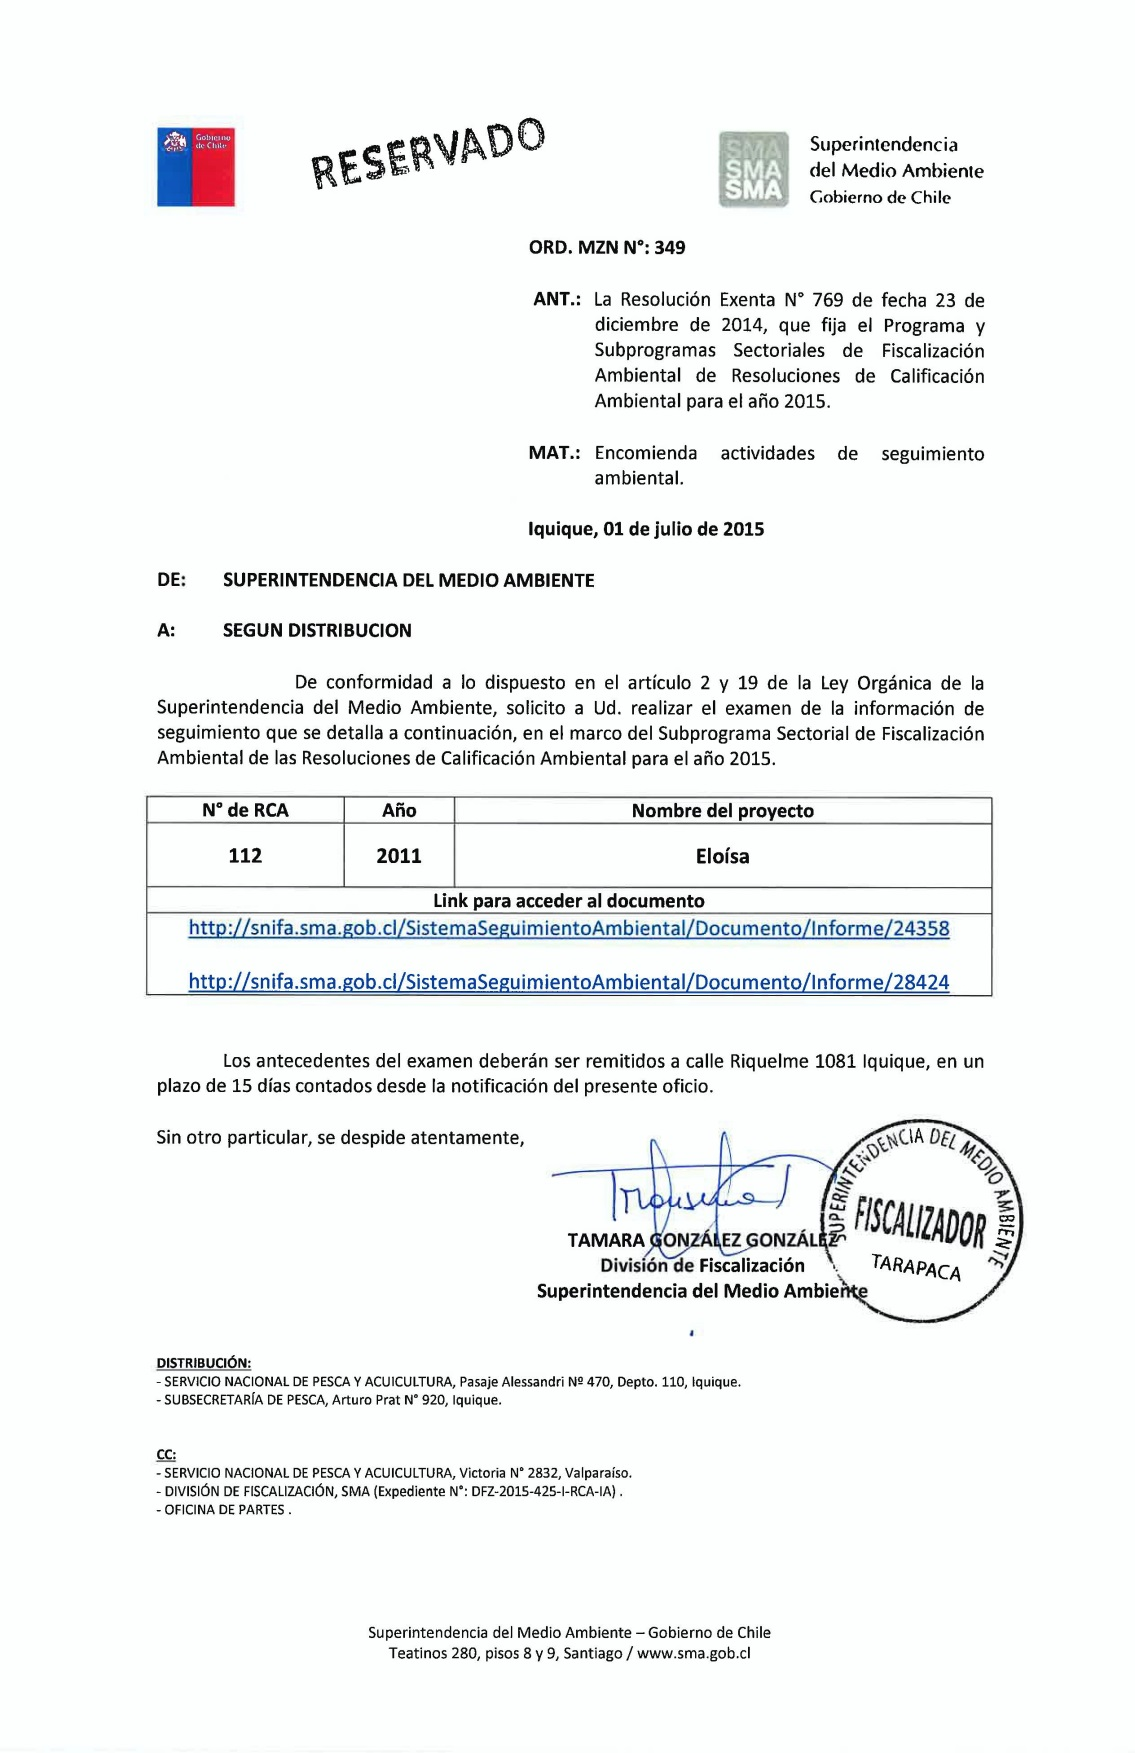 Gobierno
de Chile
RESERVADO
SMA
SMA
SMA
Superintendencia
del Medio Ambiente
Gobierno de Chile
ORD. MZN N°: 349
ANT.: La Resolución Exenta N° 769 de fecha 23 de
diciembre de 2014, que fija el Programa y
Subprogramas Sectoriales de Fiscalización
Ambiental de Resoluciones de Calificación
Ambiental para el año 2015.
MAT.: Encomienda actividades de seguimiento
ambiental.
Iquique, 01 de julio de 2015
DE: SUPERINTENDENCIA DEL MEDIO AMBIENTE
A: SEGUN DISTRIBUCION
De conformidad a lo dispuesto en el artículo 2 y 19 de la Ley Orgánica de la
Superintendencia del Medio Ambiente, solicito a Ud. realizar el examen de la información de
seguimiento que se detalla a continuación, en el marco del Subprograma Sectorial de Fiscalización
Ambiental de las Resoluciones de Calificación Ambiental para el año 2015.
N° de RCA Año Nombre del proyecto
112 2011 Eloísa
Link para acceder al documento
http://snifa.sma.gob.cl/SistemaSeguimientoAmbiental/Documento/Informe/24358
http://snifa.sma.gob.cl/SistemaSeguimientoAmbiental/Documento/Informe/28424
Los antecedentes del examen deberán ser remitidos a calle Riquelme 1081 Iquique, en un
plazo de 15 días contados desde la notificación del presente oficio.
Sin otro particular, se despide atentamente,
SUPERINTENDENCIA DEL MEDIO AMBIENTE
FISCALIZADOR
TARAPACA
TAMARA GONZÁLEZ GONZÁLEZ
División de Fiscalización
Superintendencia del Medio Ambiente
DISTRIBUCIÓN:
- SERVICIO NACIONAL DE PESCA Y ACUICULTURA, Pasaje Alessandri Nº 470, Depto. 110, Iquique.
- SUBSECRETARÍA DE PESCA, Arturo Prat N° 920, Iquique.
CC:
- SERVICIO NACIONAL DE PESCA Y ACUICULTURA, Victoria N° 2832, Valparaíso.
- DIVISIÓN DE FISCALIZACIÓN, SMA (Expediente N°: DFZ-2015-425-I-RCA-IA) .
- OFICINA DE PARTES .
Superintendencia del Medio Ambiente – Gobierno de Chile
Teatinos 280, pisos 8 y 9, Santiago / www.sma.gob.cl